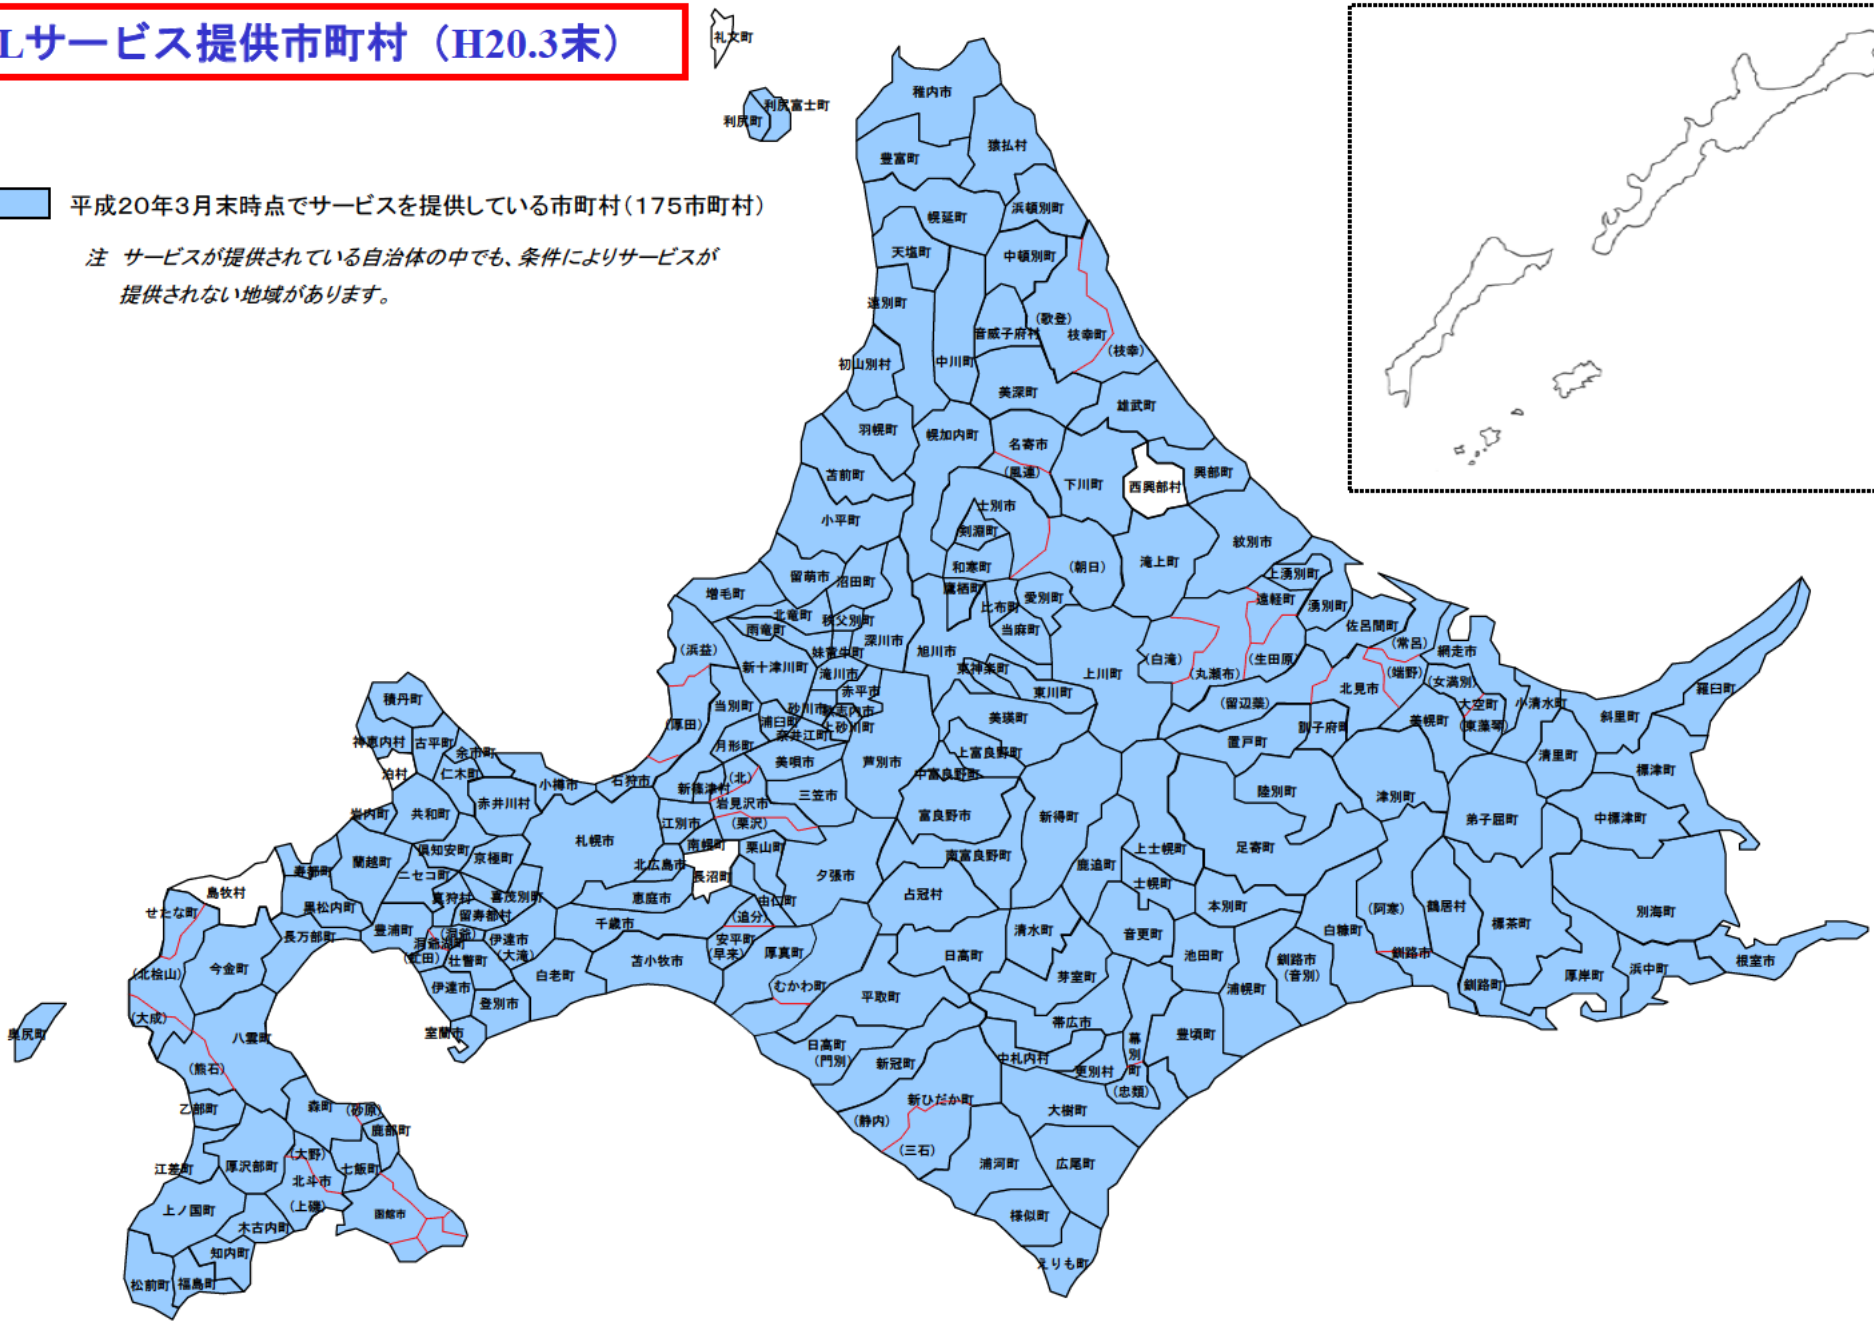 Lサービス提供市町村（H20.3末）
平成20年3月末時点でサービスを提供している市町村（175市町村）
注 サービスが提供されている自治体の中でも、条件によりサービスが
提供されない地域があります。
礼文町
利尻富士町
利尻町
稚内市
猿払村
豊富町
浜頓別町
幌延町
天塩町
中頓別町
遠別町
（歌登）
音威子府村
枝幸町
（枝幸）
初山別村
中川町
美深町
雄武町
羽幌町
幌加内町
名寄市
（風連）
苫前町
下川町
西興部村
興部町
士別市
小平町
剣淵町
紋別市
滝上町
和寒町
（朝日）
上湧別町
留萌市
沼田町
鷹栖町
増毛町
愛別町
遠軽町
湧別町
比布町
北竜町
秩父別町
雨竜町
当麻町
佐呂間町
（常呂）
深川市
（浜益）
妹背牛町
旭川市
網走市
新十津川町
滝川市
東神楽町
上川町
（白滝）
（生田原）
（丸瀬布）
（端野）
（女満別）
赤平市
東川町
北見市
羅臼町
積丹町
当別町
砂川市
歌志内市
（留辺蘂）
大空町
小清水町
（厚田）
浦臼町
上砂川町
美瑛町
釧子府町
美幌町
（東藻琴）
斜里町
神恵内村
古平町
余市町
月形町
奈井江町
置戸町
上富良野町
清里町
泊村
仁木町
美唄市
芦別市
中富良野町
標津町
小樽市
石狩市
（北）
新篠津村
岩見沢市
三笠市
陸別町
津別町
赤井川村
岩内町
共和町
江別市
（栗沢）
富良野市
新得町
弟子屈町
中標津町
札幌市
南幌町
栗山町
倶知安町
京極町
南富良野町
上士幌町
足寄町
蘭越町
北広島市
鹿追町
寿都町
ニセコ町
長沼町
夕張市
士幌町
島牧村
真狩村
喜茂別町
恵庭市
由仁町
占冠村
本別町
（阿寒）
鶴居村
せたな町
黒松内町
留寿都村
（追分）
別海町
千歳市
標茶町
豊浦町
（洞爺）
清水町
音更町
白糠町
長万部町
洞爺湖町
伊達市
安平町
（虻田）
（大滝）
（早来）
厚真町
日高町
池田町
釧路市
壮瞥町
苫小牧市
釧路市
（音別）
根室市
今金町
（北桧山）
白老町
芽室町
浜中町
厚岸町
伊達市
むかわ町
浦幌町
釧路町
登別市
平取町
（大成）
帯広市
奥尻町
室蘭市
八雲町
豊頃町
日高町
（門別）
幕別町
中札内村
新冠町
更別村
（熊石）
（忠類）
乙部町
森町
（砂原）
新ひだか町
大樹町
（静内）
鹿部町
（三石）
（大野）
江差町
厚沢部町
七飯町
浦河町
広尾町
北斗市
上ノ国町
（上磯）
函館市
様似町
木古内町
知内町
えりも町
松前町
福島町